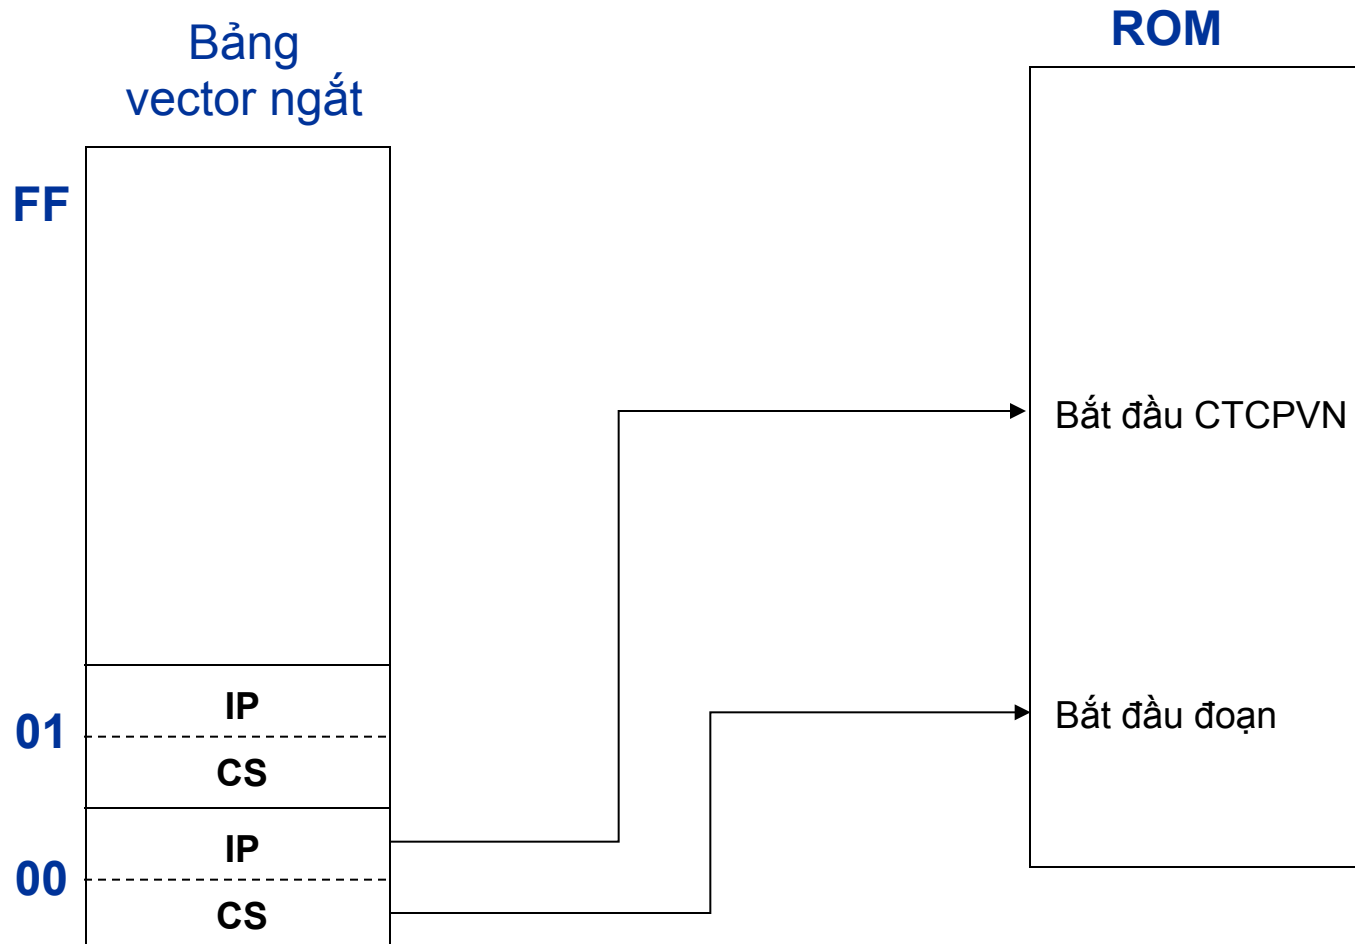 Bảng
vector ngắt
ROM
FF
Bắt đầu CTCPVN
IP
01
CS
Bắt đầu đoạn
IP
00
CS